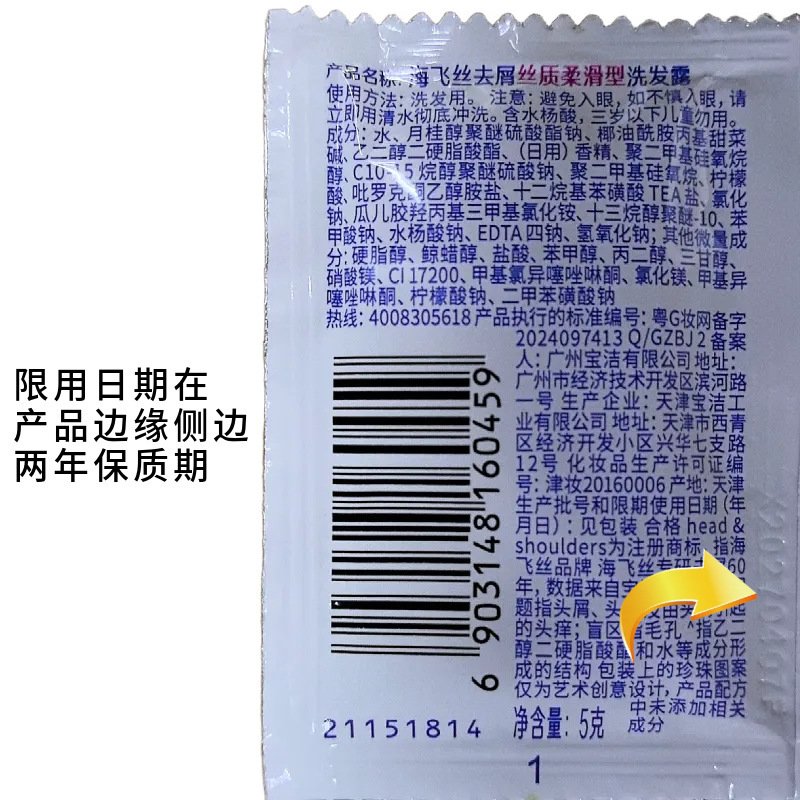 限用日期在
产品边缘侧边
两年保质期
产品名称: 海飞丝去屑丝质柔滑型洗发露
使用方法: 洗发用。 注意: 避免入眼, 如不慎入眼, 请
立即用清水彻底冲洗。含水杨酸, 三岁以下儿童勿用。
成分: 水、月桂醇聚醚硫酸酯钠、椰油酰胺丙基甜菜
碱、乙二醇二硬脂酸酯、(日用) 香精、聚二甲基硅氧烷
醇、C10-15 烷醇聚醚硫酸钠、聚二甲基硅氧烷、柠檬
酸、吡罗克酮乙醇胺盐、十二烷基苯磺酸 TEA 盐、氯化
钠、瓜儿胶羟丙基三甲基氯化铵、十三烷醇聚醚-10、苯
甲酸钠、水杨酸钠、EDTA 四钠、氢氧化钠; 其他微量成
分: 硬脂醇、鲸蜡醇、盐酸、苯甲醇、丙二醇、三甘醇、
硝酸镁、CI 17200、甲基氯异噻唑啉酮、氯化镁、甲基异
噻唑啉酮、柠檬酸钠、二甲苯磺酸钠
热线: 4008305618 产品执行的标准编号: 粤G妆网备字
2024097413 Q/GZBJ 2 备案
人: 广州宝洁有限公司 地址:
广州市经济技术开发区滨河路
一号 生产企业: 天津宝洁工
业有限公司 地址: 天津市西青
区经济开发小区兴华七支路
12号 化妆品生产许可证编
号: 津妆20160006 产地: 天津
生产批号和限期使用日期 (年
月日) : 见包装 合格 head &
shoulders为注册商标, 指海
飞丝品牌 海飞丝专研去屑60
年, 数据来自宝
题指头屑、头
的头痒; 盲区 指毛孔 ^指乙二
醇二硬脂酸酯和水等成分形
成的结构 包装上的珍珠图案
仅为艺术创意设计, 产品配方
中未添加相关
成分
净含量: 5克
6 903148 160459
21151814
1